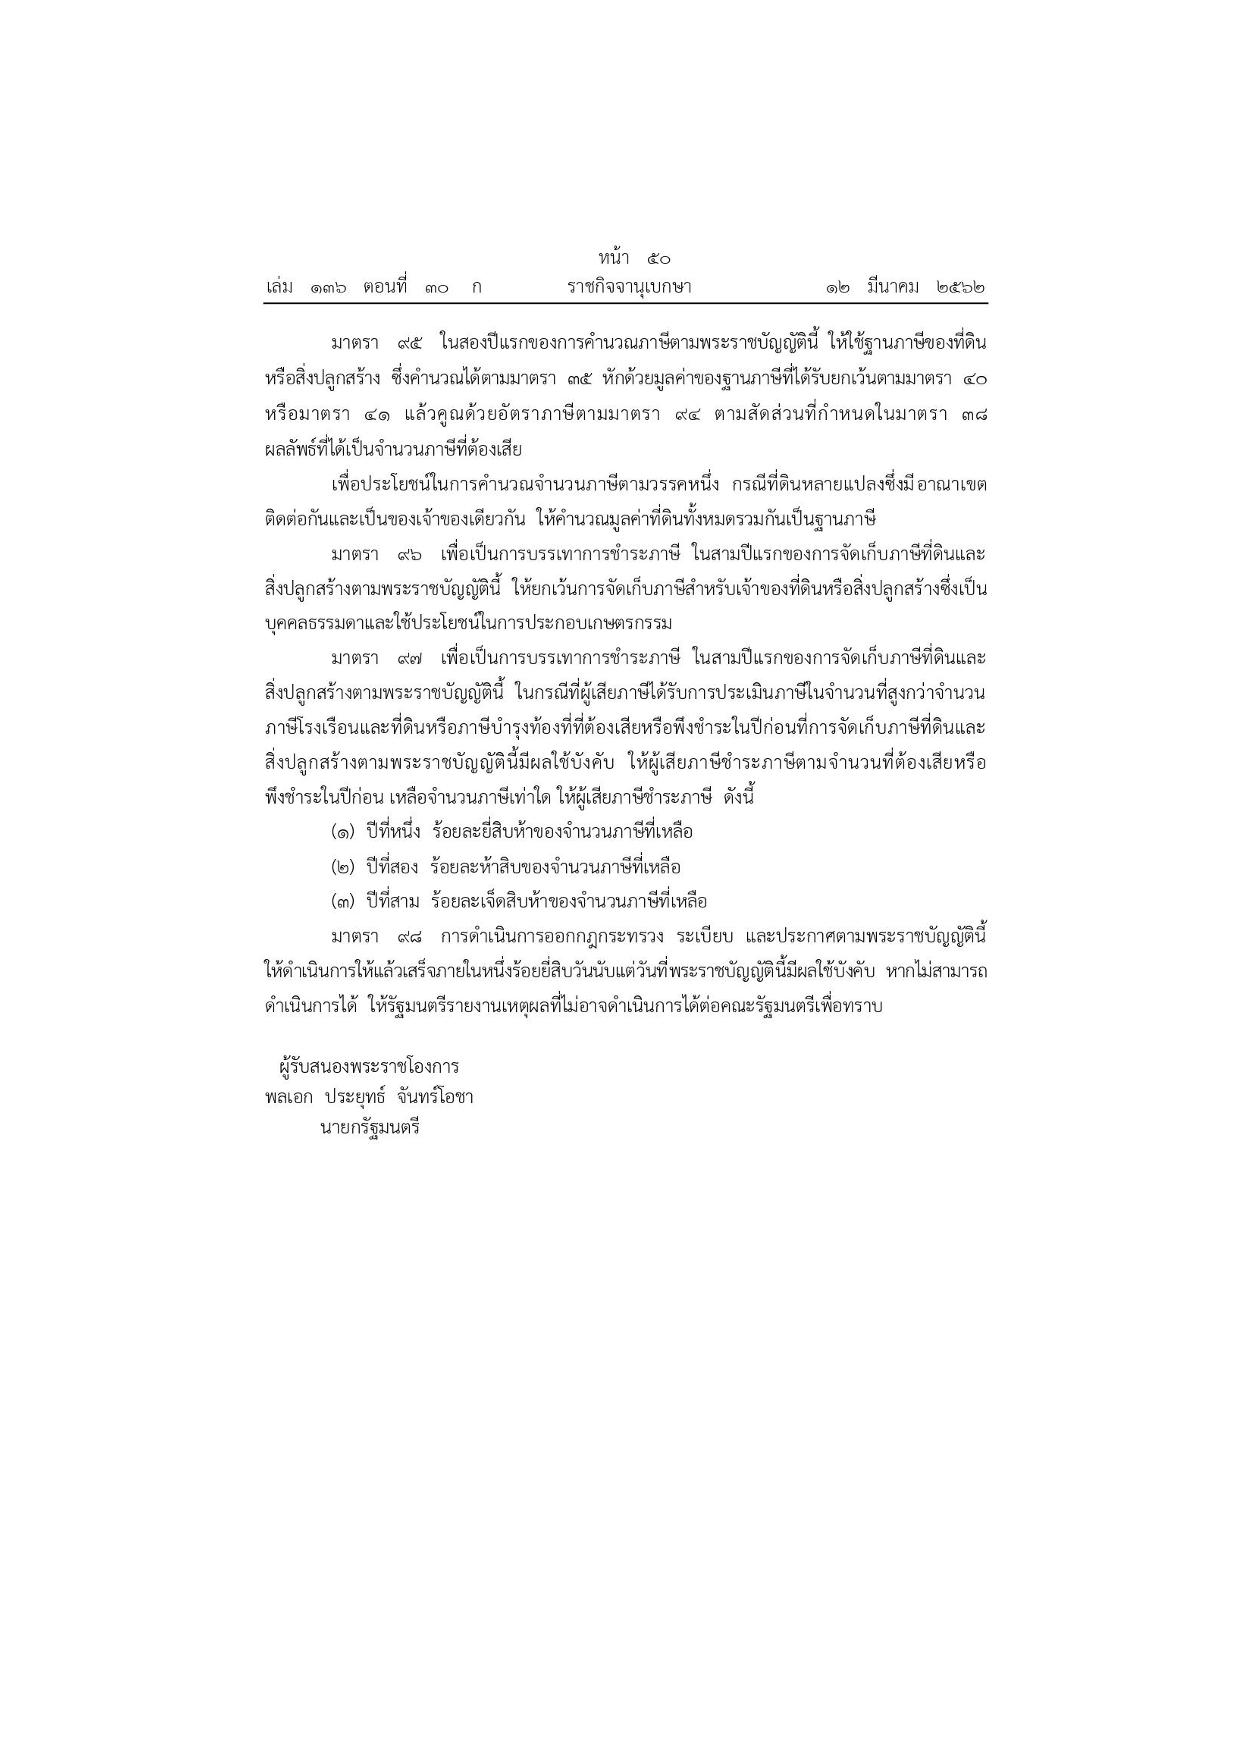 หน้า ๕๐
เล่ม ๑๓๖ ตอนที่ ๓๐ ก ราชกิจจานุเบกษา ๑๒ มีนาคม ๒๕๖๒
มาตรา ๙๕ ในสองปีแรกของการคำนวณภาษีตามพระราชบัญญัตินี้ ให้ใช้ฐานภาษีของที่ดิน
หรือสิ่งปลูกสร้าง ซึ่งคำนวณได้ตามมาตรา ๓๕ หักด้วยมูลค่าของฐานภาษีที่ได้รับยกเว้นตามมาตรา ๔๐
หรือมาตรา ๔๑ แล้วคูณด้วยอัตราภาษีตามมาตรา ๙๔ ตามสัดส่วนที่กำหนดในมาตรา ๓๘
ผลลัพธ์ที่ได้เป็นจำนวนภาษีที่ต้องเสีย
เพื่อประโยชน์ในการคำนวณจำนวนภาษีตามวรรคหนึ่ง กรณีที่ดินหลายแปลงซึ่งมีอาณาเขต
ติดต่อกันและเป็นของเจ้าของเดียวกัน ให้คำนวณมูลค่าที่ดินทั้งหมดรวมกันเป็นฐานภาษี
มาตรา ๙๖ เพื่อเป็นการบรรเทาการชำระภาษี ในสามปีแรกของการจัดเก็บภาษีที่ดินและ
สิ่งปลูกสร้างตามพระราชบัญญัตินี้ ให้ยกเว้นการจัดเก็บภาษีสำหรับเจ้าของที่ดินหรือสิ่งปลูกสร้างซึ่งเป็น
บุคคลธรรมดาและใช้ประโยชน์ในการประกอบเกษตรกรรม
มาตรา ๙๗ เพื่อเป็นการบรรเทาการชำระภาษี ในสามปีแรกของการจัดเก็บภาษีที่ดินและ
สิ่งปลูกสร้างตามพระราชบัญญัตินี้ ในกรณีที่ผู้เสียภาษีได้รับการประเมินภาษีในจำนวนที่สูงกว่าจำนวน
ภาษีโรงเรือนและที่ดินหรือภาษีบำรุงท้องที่ที่ต้องเสียหรือพึงชำระในปีก่อนที่การจัดเก็บภาษีที่ดินและ
สิ่งปลูกสร้างตามพระราชบัญญัตินี้มีผลใช้บังคับ ให้ผู้เสียภาษีชำระภาษีตามจำนวนที่ต้องเสียหรือ
พึงชำระในปีก่อน เหลือจำนวนภาษีเท่าใด ให้ผู้เสียภาษีชำระภาษี ดังนี้
(๑) ปีที่หนึ่ง ร้อยละยี่สิบห้าของจำนวนภาษีที่เหลือ
(๒) ปีที่สอง ร้อยละห้าสิบของจำนวนภาษีที่เหลือ
(๓) ปีที่สาม ร้อยละเจ็ดสิบห้าของจำนวนภาษีที่เหลือ
มาตรา ๙๘ การดำเนินการออกกฎกระทรวง ระเบียบ และประกาศตามพระราชบัญญัตินี้
ให้ดำเนินการให้แล้วเสร็จภายในหนึ่งร้อยยี่สิบวันนับแต่วันที่พระราชบัญญัตินี้มีผลใช้บังคับ หากไม่สามารถ
ดำเนินการได้ ให้รัฐมนตรีรายงานเหตุผลที่ไม่อาจดำเนินการได้ต่อคณะรัฐมนตรีเพื่อทราบ
ผู้รับสนองพระราชโองการ
พลเอก ประยุทธ์ จันทร์โอชา
นายกรัฐมนตรี